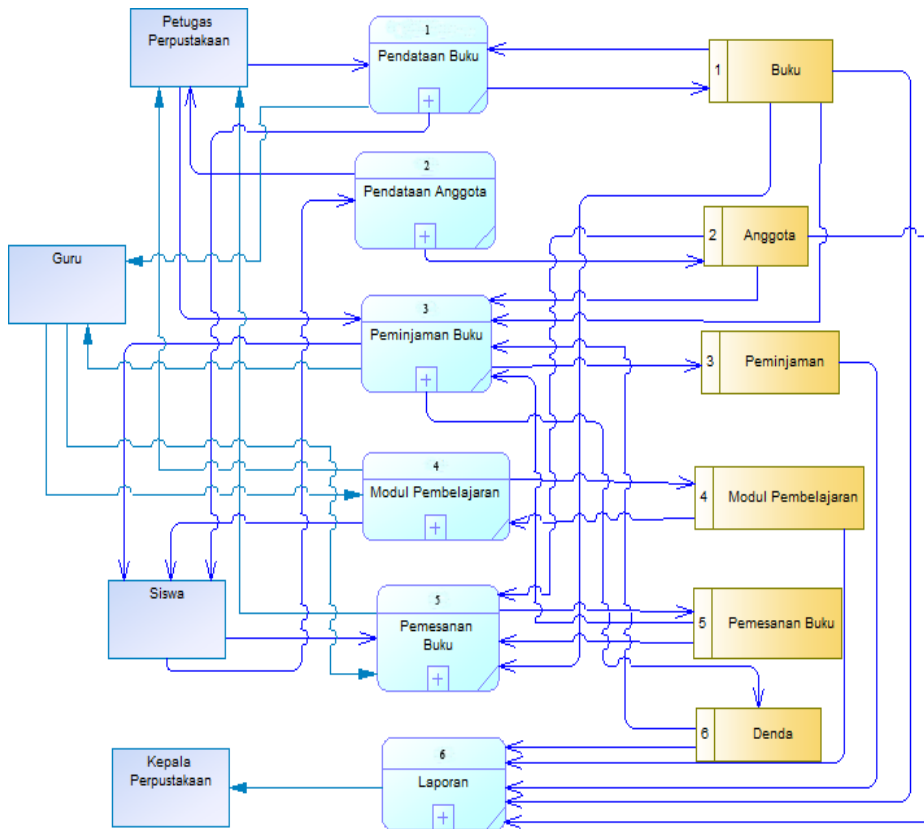 Petugas
Perpustakaan
1
Pendataan Buku
1
Buku
2
Pendataan Anggota
2
Anggota
Guru
3
Peminjaman Buku
3
Peminjaman
4
Modul Pembelajaran
4
Modul Pembelajaran
Siswa
5
Pemesanan
Buku
5
Pemesanan Buku
6
Denda
Kepala
Perpustakaan
6
Laporan